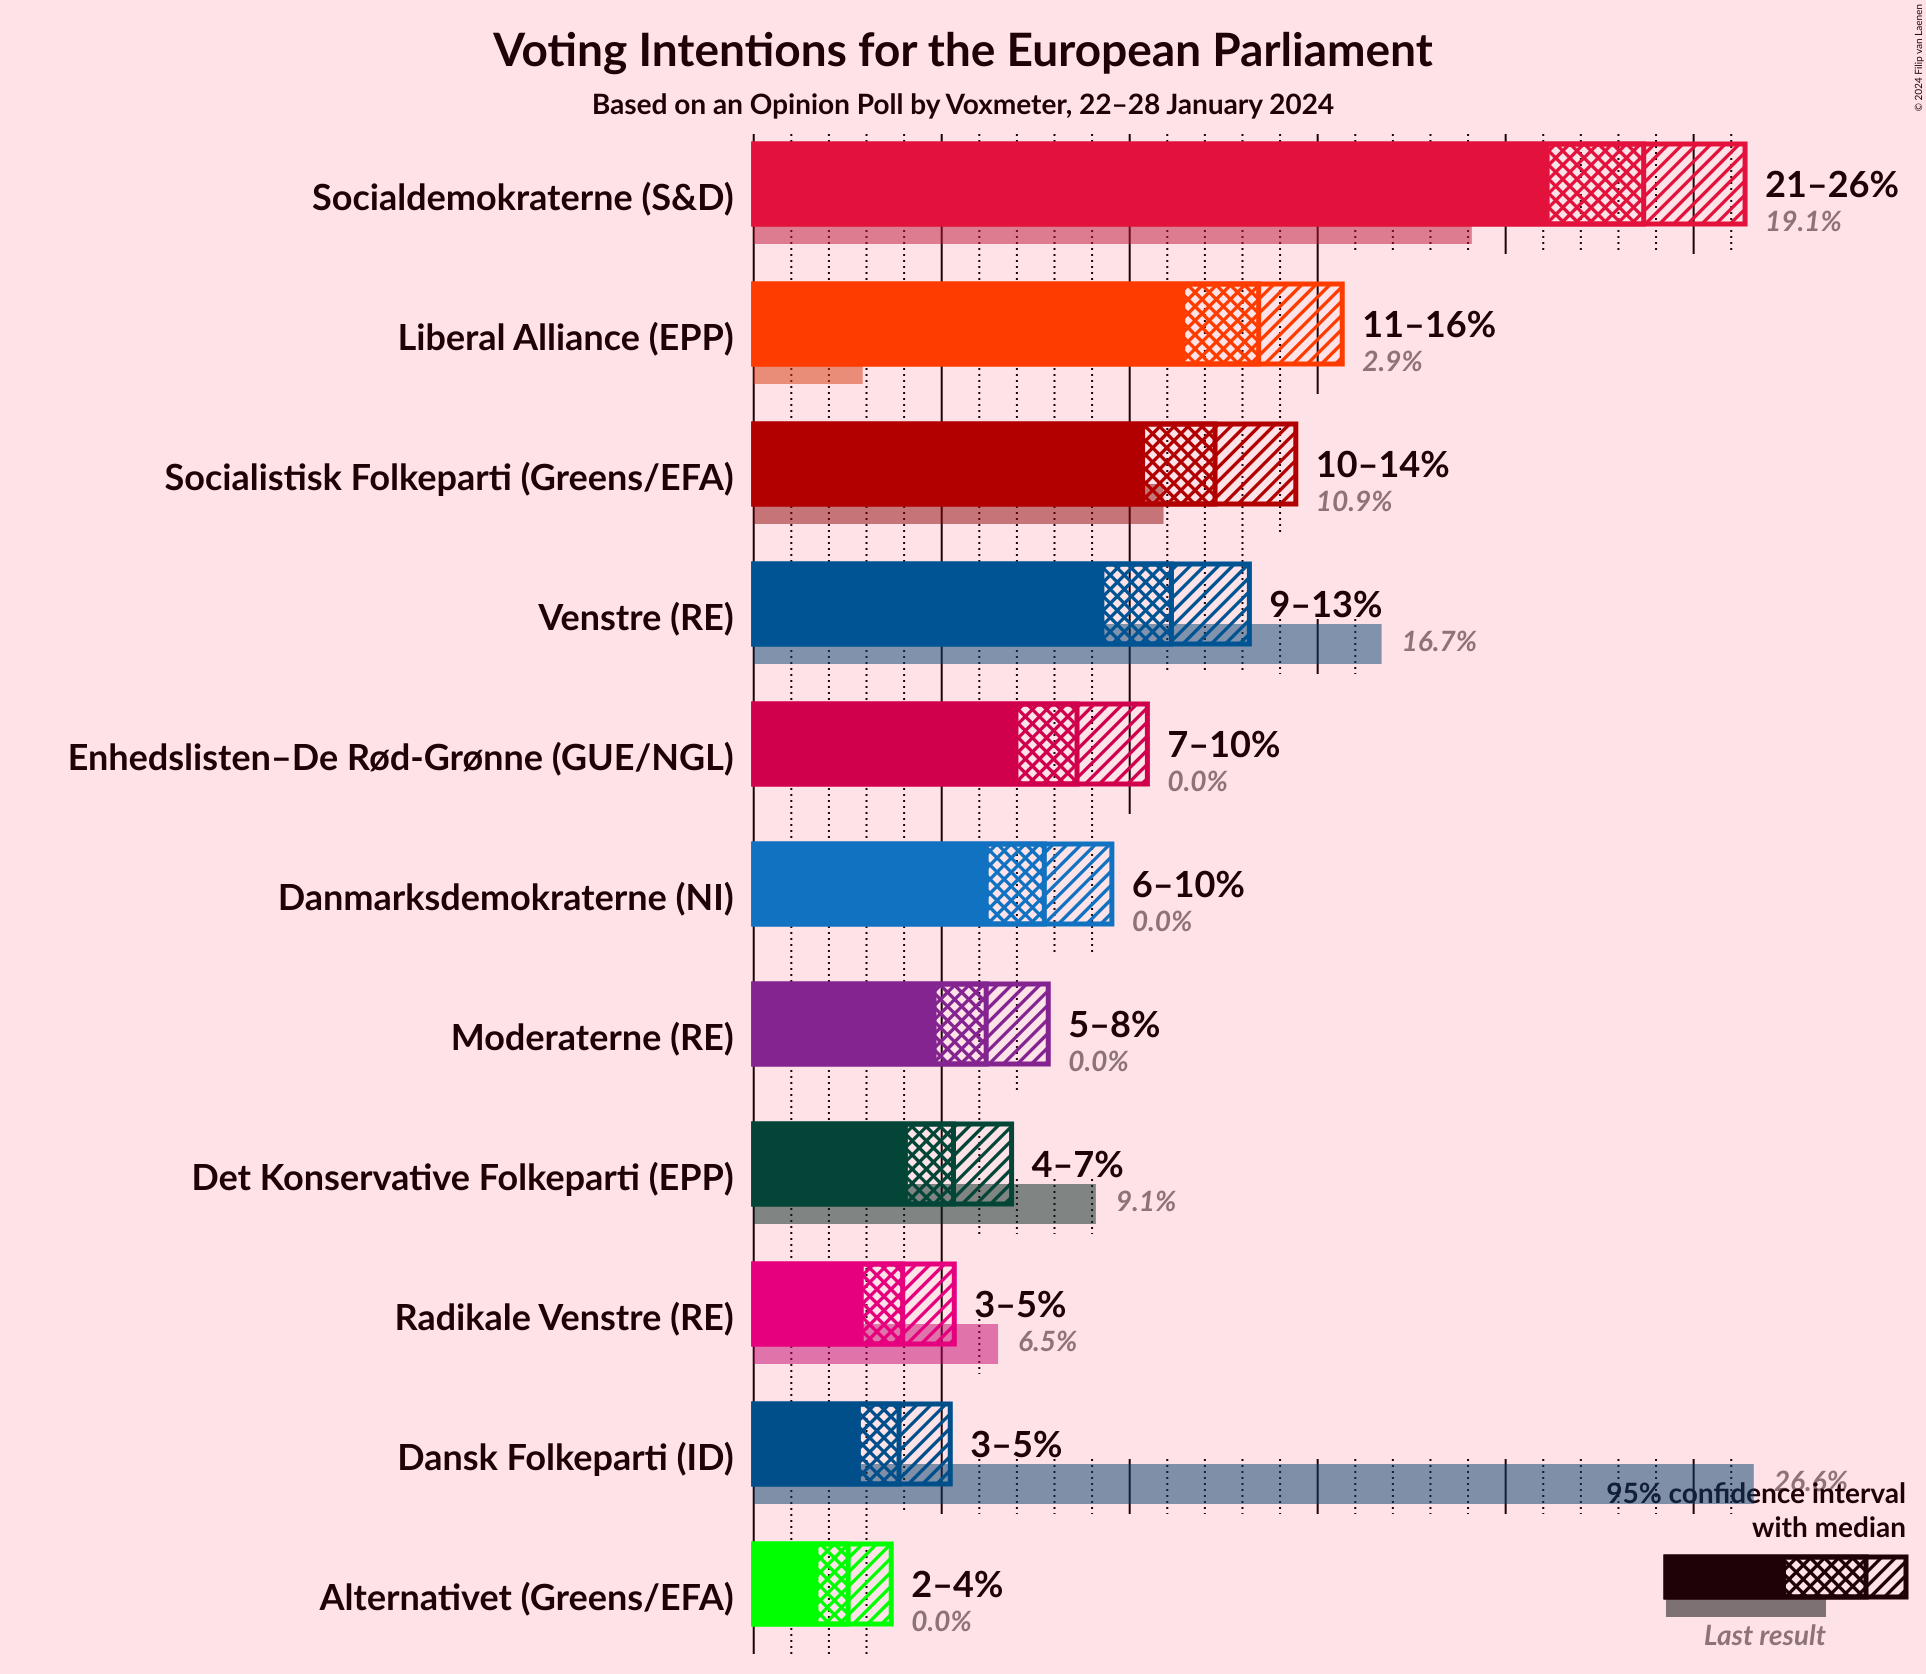 Voting Intentions for the European Parliament
Based on an Opinion Poll by Voxmeter, 22–28 January 2024
© 2024 Filip van Laenen
Socialdemokraterne (S&D)
21–26%
19.1%
Liberal Alliance (EPP)
11–16%
2.9%
Socialistisk Folkeparti (Greens/EFA)
10–14%
10.9%
Venstre (RE)
9–13%
16.7%
Enhedslisten–De Rød-Grønne (GUE/NGL)
7–10%
0.0%
Danmarksdemokraterne (NI)
6–10%
0.0%
Moderaterne (RE)
5–8%
0.0%
Det Konservative Folkeparti (EPP)
4–7%
9.1%
Radikale Venstre (RE)
3–5%
6.5%
Dansk Folkeparti (ID)
3–5%
26.6%
95% confidence interval
with median
Last result
Alternativet (Greens/EFA)
2–4%
0.0%